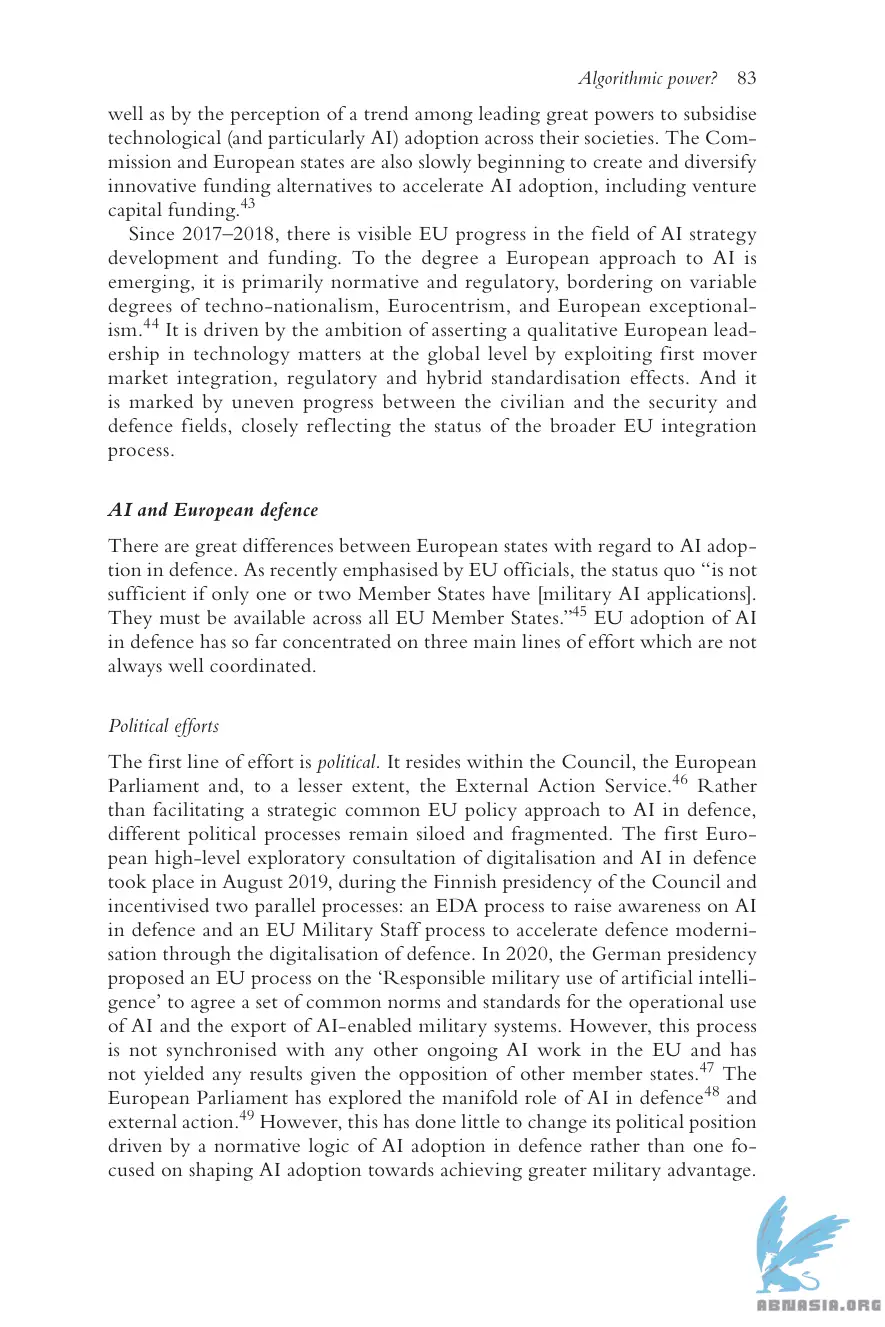 Algorithmic power? 83
well as by the perception of a trend among leading great powers to subsidise
technological (and particularly AI) adoption across their societies. The Com-
mission and European states are also slowly beginning to create and diversify
innovative funding alternatives to accelerate AI adoption, including venture
capital funding.43
Since 2017–2018, there is visible EU progress in the field of AI strategy
development and funding. To the degree a European approach to AI is
emerging, it is primarily normative and regulatory, bordering on variable
degrees of techno-nationalism, Eurocentrism, and European exceptional-
ism.44 It is driven by the ambition of asserting a qualitative European lead-
ership in technology matters at the global level by exploiting first mover
market integration, regulatory and hybrid standardisation effects. And it
is marked by uneven progress between the civilian and the security and
defence fields, closely reflecting the status of the broader EU integration
process.
AI and European defence
There are great differences between European states with regard to AI adop-
tion in defence. As recently emphasised by EU officials, the status quo “is not
sufficient if only one or two Member States have [military AI applications].
They must be available across all EU Member States.”45 EU adoption of AI
in defence has so far concentrated on three main lines of effort which are not
always well coordinated.
Political efforts
The first line of effort is political. It resides within the Council, the European
Parliament and, to a lesser extent, the External Action Service.46 Rather
than facilitating a strategic common EU policy approach to AI in defence,
different political processes remain siloed and fragmented. The first Euro-
pean high-level exploratory consultation of digitalisation and AI in defence
took place in August 2019, during the Finnish presidency of the Council and
incentivised two parallel processes: an EDA process to raise awareness on AI
in defence and an EU Military Staff process to accelerate defence moderni-
sation through the digitalisation of defence. In 2020, the German presidency
proposed an EU process on the ‘Responsible military use of artificial intelli-
gence’ to agree a set of common norms and standards for the operational use
of AI and the export of AI-enabled military systems. However, this process
is not synchronised with any other ongoing AI work in the EU and has
not yielded any results given the opposition of other member states.47 The
European Parliament has explored the manifold role of AI in defence48 and
external action.49 However, this has done little to change its political position
driven by a normative logic of AI adoption in defence rather than one fo-
cused on shaping AI adoption towards achieving greater military advantage.
ABNASIA.ORG